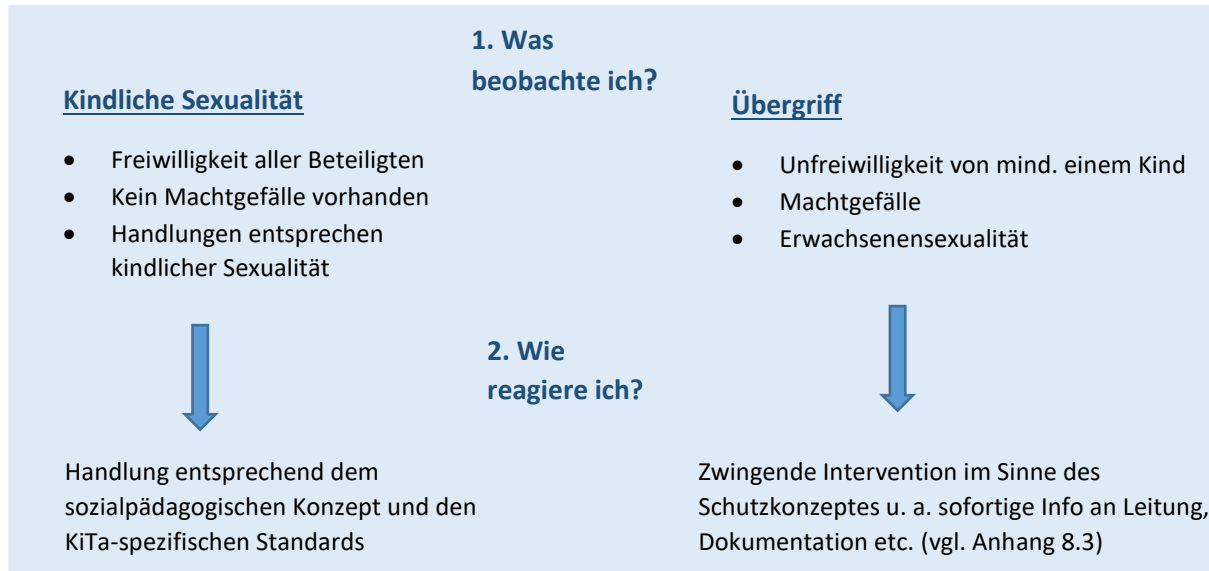 1. Was
beobachte ich?
Kindliche Sexualität
• Freiwilligkeit aller Beteiligten
• Kein Machtgefälle vorhanden
• Handlungen entsprechen
kindlicher Sexualität
Übergriff
• Unfreiwilligkeit von mind. einem Kind
• Machtgefälle
• Erwachsenensexualität
2. Wie
reagiere ich?
Handlung entsprechend dem
sozialpädagogischen Konzept und den
KiTa-spezifischen Standards
Zwingende Intervention im Sinne des
Schutzkonzeptes u. a. sofortige Info an Leitung,
Dokumentation etc. (vgl. Anhang 8.3)